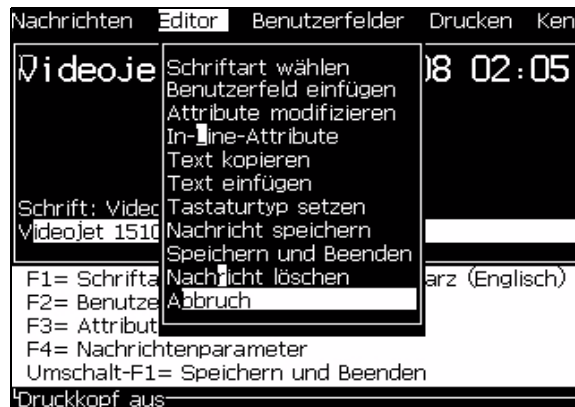 Nachrichten Editor Benutzerfelder Drucken Ken
Videoje 08 02:05
Schriftart wählen
Benutzerfeld einfügen
Attribute modifizieren
In-Line-Attribute
Text kopieren
Text einfügen
Schrift: Videc Tastaturtyp setzen
Videojet 1510 Nachricht speichern
Speichern und Beenden
F1= Schrifta Nachricht löschen arz (Englisch)
F2= Benutze Abbruch
F3= Attribut
F4= Nachrichtenparameter
Umschalt-F1= Speichern und Beenden
Druckkopf aus